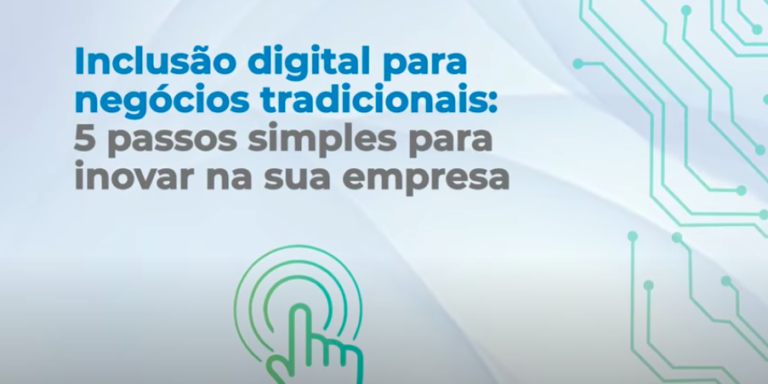 Inclusão digital para
negócios tradicionais:
5 passos simples para
inovar na sua empresa